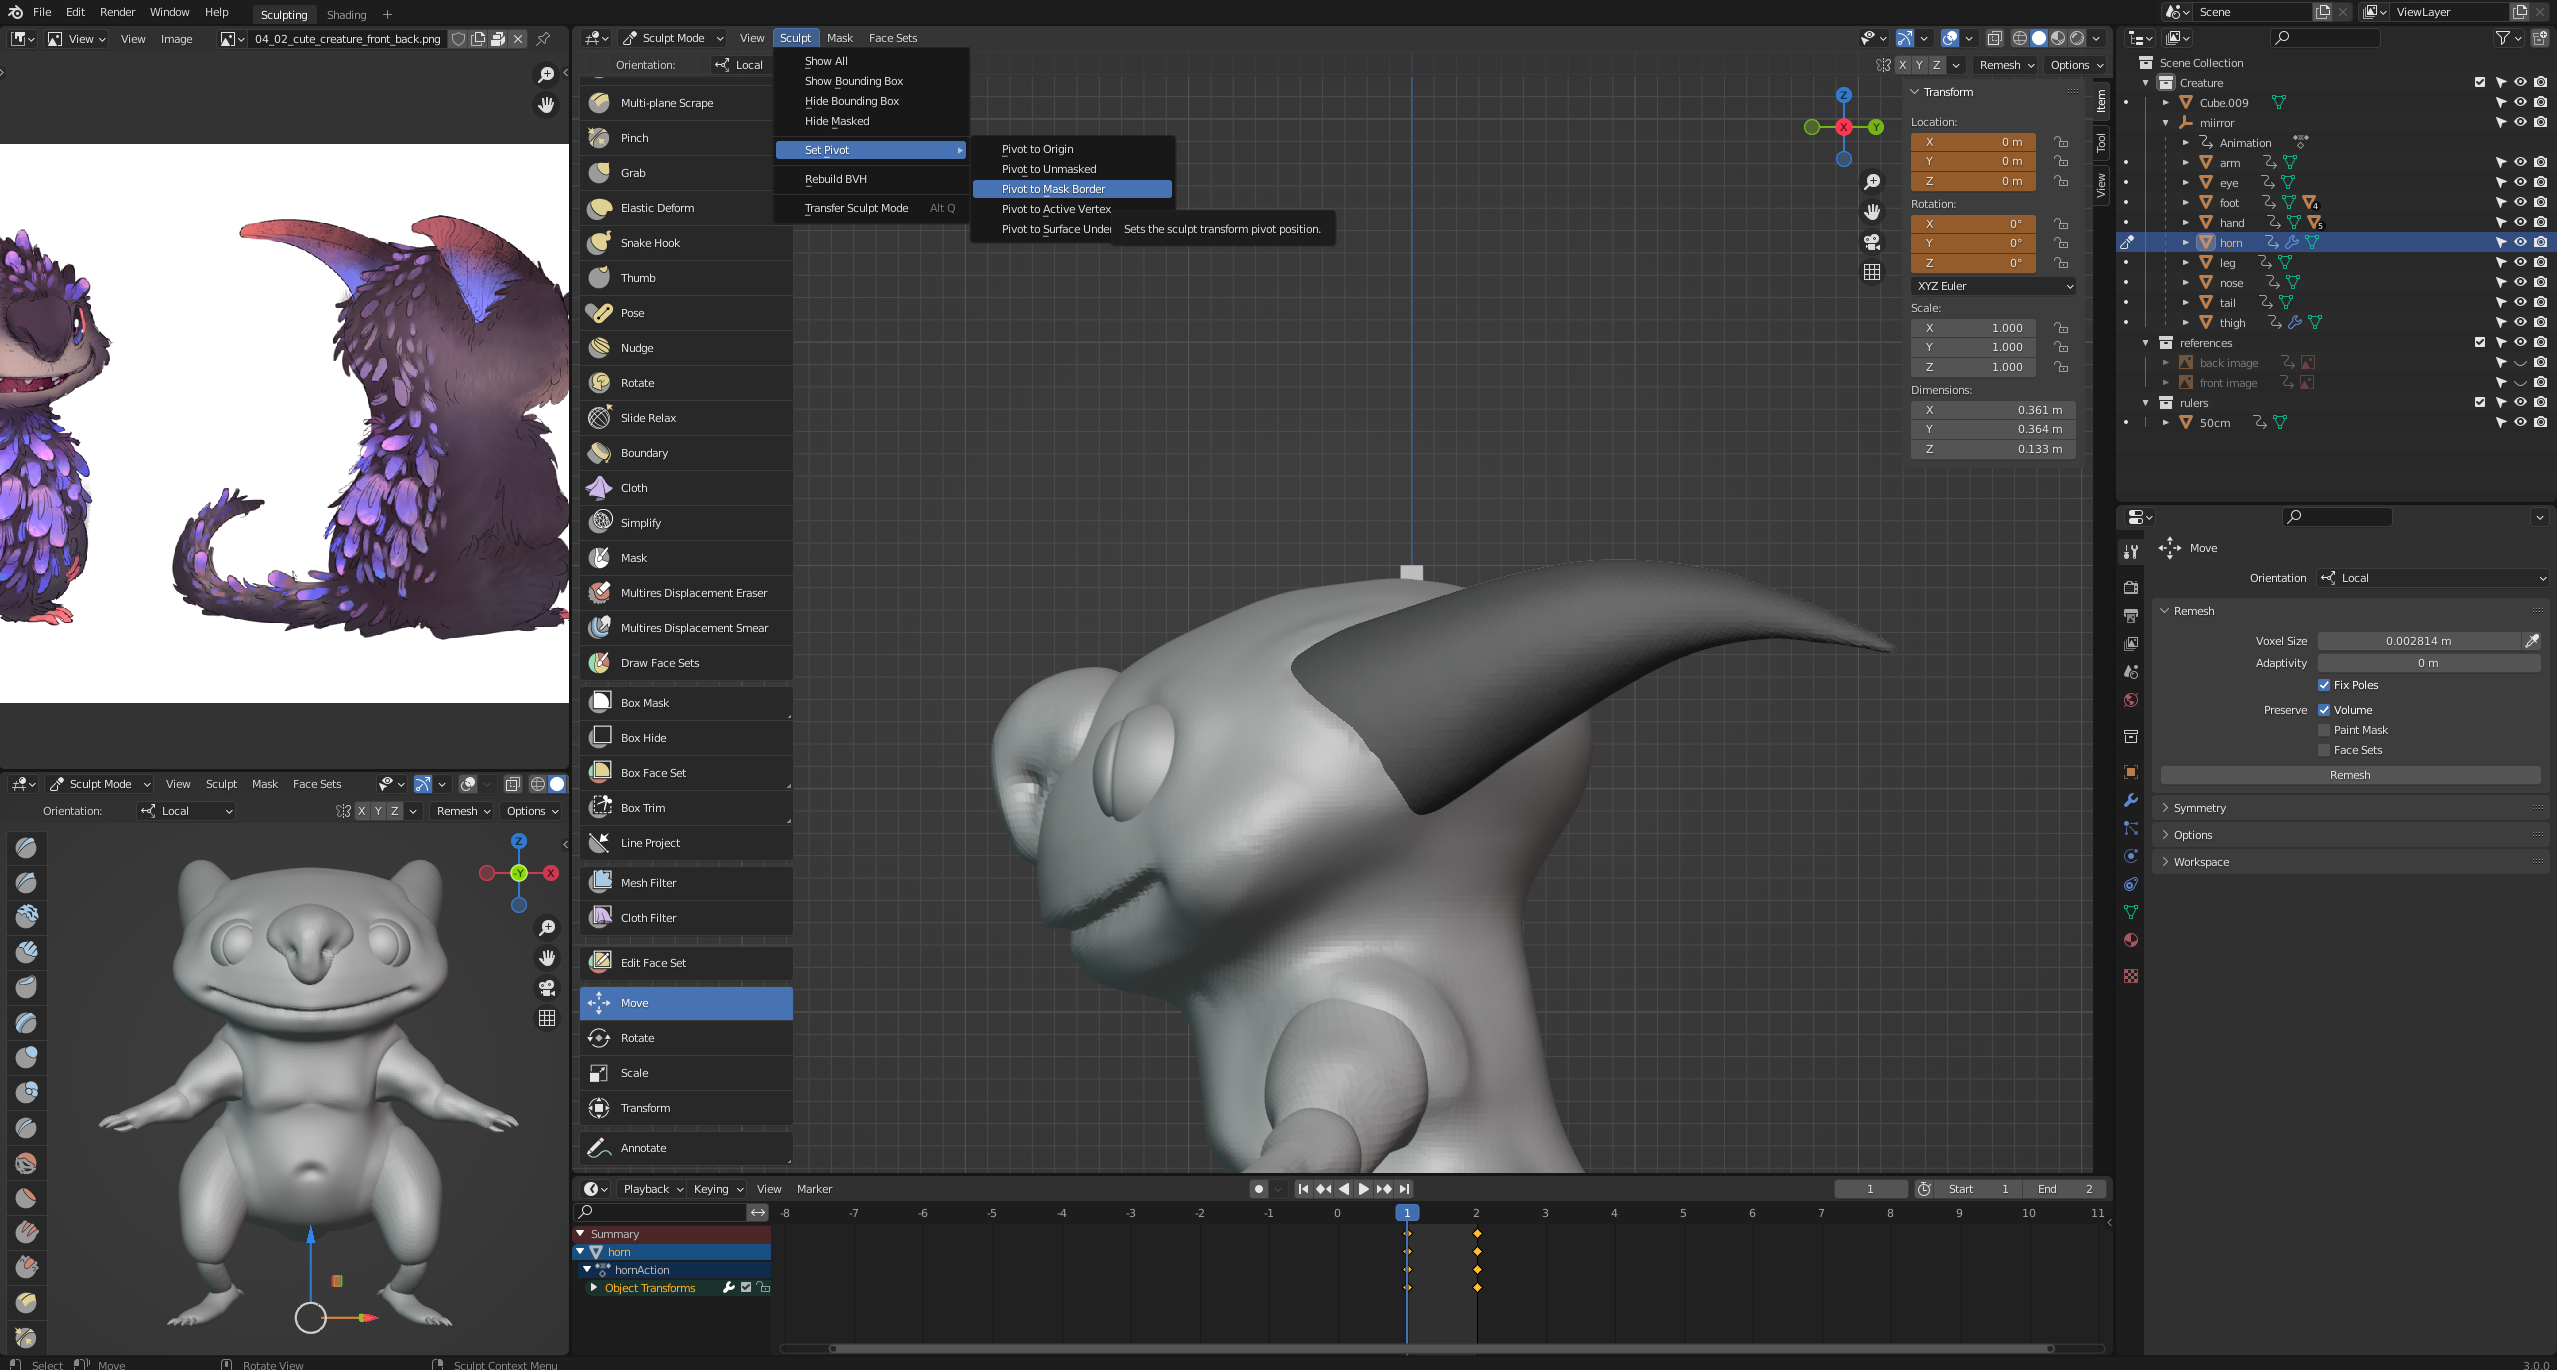 File Edit Render Window Help Sculpting Shading + Scene ViewLayer
View View Image 04_02_cute_creature_front_back.png
Sculpt Mode View Sculpt Mask Face Sets
Orientation: Local
X Y Z Remesh Options
Show All
Show Bounding Box
Hide Bounding Box
Hide Masked
Set Pivot
Rebuild BVH
Transfer Sculpt Mode Alt Q
Pivot to Origin
Pivot to Unmasked
Pivot to Mask Border
Pivot to Active Vertex
Pivot to Surface Under
Sets the sculpt transform pivot position.
Multi-plane Scrape
Pinch
Grab
Elastic Deform
Snake Hook
Thumb
Pose
Nudge
Rotate
Slide Relax
Boundary
Cloth
Simplify
Mask
Multires Displacement Eraser
Multires Displacement Smear
Draw Face Sets
Box Mask
Box Hide
Box Face Set
Box Trim
Line Project
Mesh Filter
Cloth Filter
Edit Face Set
Move
Rotate
Scale
Transform
Annotate
Z
X Y
Transform
Location:
X 0 m
Y 0 m
Z 0 m
Rotation:
X 0°
Y 0°
Z 0°
XYZ Euler
Scale:
X 1.000
Y 1.000
Z 1.000
Dimensions:
X 0.361 m
Y 0.364 m
Z 0.133 m
Item
Tool
View
Scene Collection
Creature
Cube.009
miirror
Animation
arm
eye
foot 4
hand 5
horn
leg
nose
tail
thigh
references
back image
front image
rulers
50cm
Move
Orientation Local
Remesh
Voxel Size 0.002814 m
Adaptivity 0 m
Fix Poles
Preserve Volume
Paint Mask
Face Sets
Remesh
Symmetry
Options
Workspace
Sculpt Mode View Sculpt Mask Face Sets
Orientation: Local X Y Z Remesh Options
Z
-Y X
Playback Keying View Marker 1 Start 1 End 2
-8 -7 -6 -5 -4 -3 -2 -1 0 1 2 3 4 5 6 7 8 9 10 11
Summary
horn
hornAction
Object Transforms
Select Move Rotate View Sculpt Context Menu 3.0.0